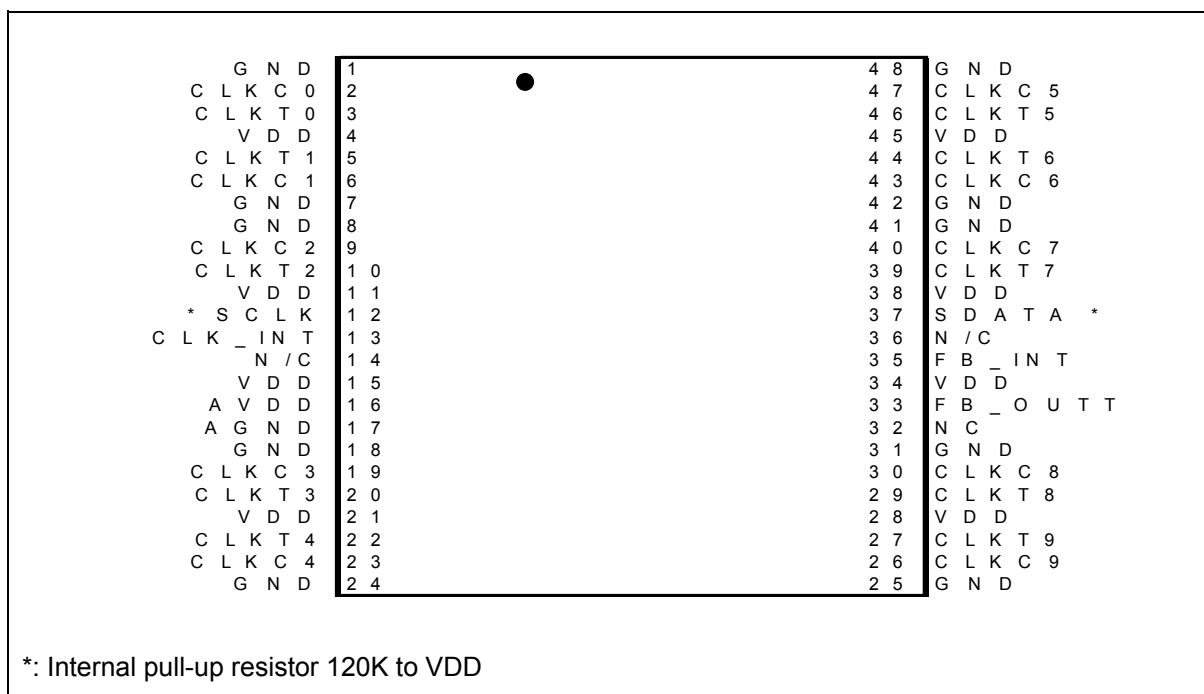 GND 1 48 GND
CLKC0 2 47 CLKC5
CLKT0 3 46 CLKT5
VDD 4 45 VDD
CLKT1 5 44 CLKT6
CLKC1 6 43 CLKC6
GND 7 42 GND
GND 8 41 GND
CLKC2 9 40 CLKC7
CLKT2 10 39 CLKT7
VDD 11 38 VDD
*SCLK 12 37 SDATA*
CLK_INT 13 36 N/C
N/C 14 35 FB_INT
VDD 15 34 VDD
AVDD 16 33 FB_OUTT
AGND 17 32 NC
GND 18 31 GND
CLKC3 19 30 CLKC8
CLKT3 20 29 CLKT8
VDD 21 28 VDD
CLKT4 22 27 CLKT9
CLKC4 23 26 CLKC9
GND 24 25 GND
*: Internal pull-up resistor 120K to VDD